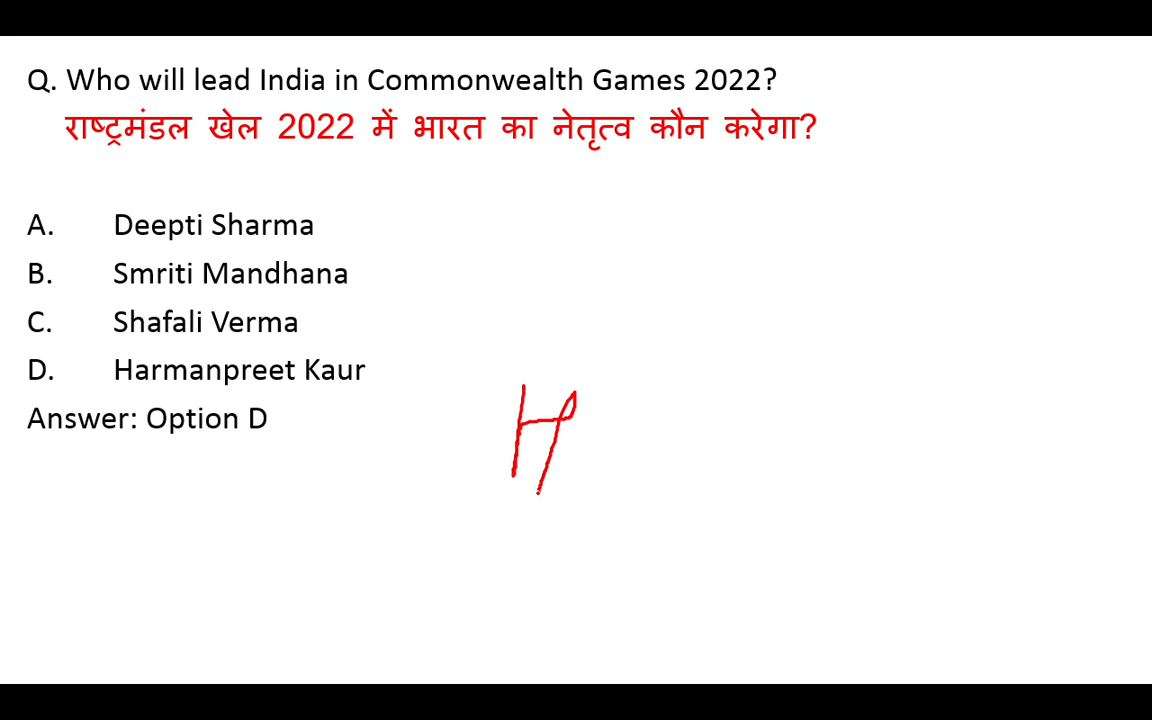 Q. Who will lead India in Commonwealth Games 2022?
राष्ट्रमंडल खेल 2022 में भारत का नेतृत्व कौन करेगा?
A. Deepti Sharma
B. Smriti Mandhana
C. Shafali Verma
D. Harmanpreet Kaur
Answer: Option D
H